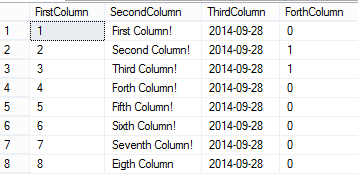 FirstColumn SecondColumn ThirdColumn ForthColumn
1 1 First Column! 2014-09-28 0
2 2 Second Column! 2014-09-28 1
3 3 Third Column! 2014-09-28 1
4 4 Forth Column! 2014-09-28 0
5 5 Fifth Column! 2014-09-28 0
6 6 Sixth Column! 2014-09-28 0
7 7 Seventh Column! 2014-09-28 0
8 8 Eigth Column 2014-09-28 0